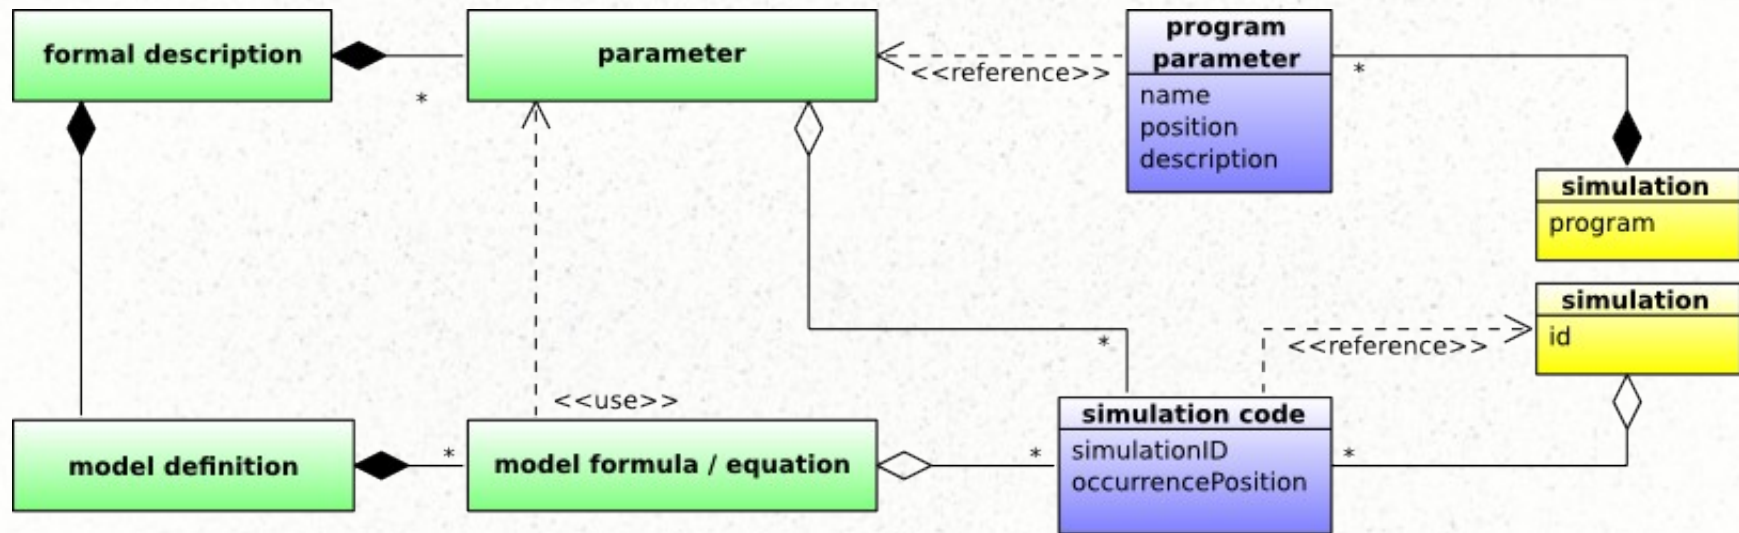 formal description
*
parameter
<<reference>>
program
parameter
name
position
description
*
simulation
program
simulation
id
<<reference>>
*
<<use>>
model definition
*
model formula / equation
*
simulation code
simulationID
occurrencePosition
*